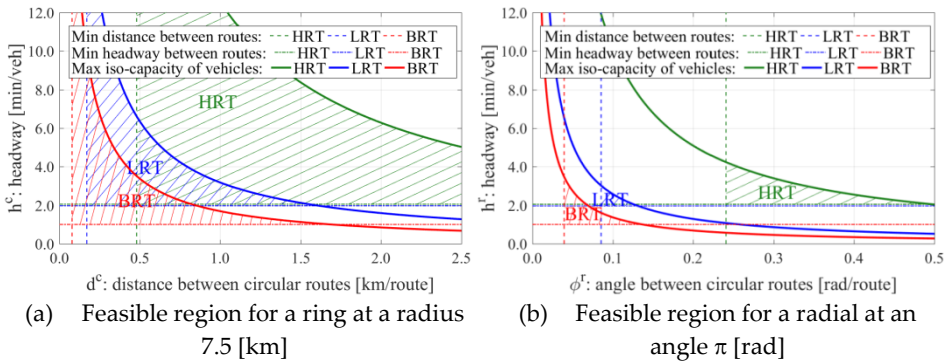 12.0
10.0
8.0
6.0
4.0
2.0
0.0
h^c: headway [min/veh]
Min distance between routes: HRT LRT BRT
Min headway between routes: HRT LRT BRT
Max iso-capacity of vehicles: HRT LRT BRT
HRT
LRT
BRT
0.0 0.5 1.0 1.5 2.0 2.5
d^c: distance between circular routes [km/route]
(a) Feasible region for a ring at a radius
7.5 [km]
12.0
10.0
8.0
6.0
4.0
2.0
0.0
h^r: headway [min/veh]
Min distance between routes: HRT LRT BRT
Min headway between routes: HRT LRT BRT
Max iso-capacity of vehicles: HRT LRT BRT
HRT
LRT
BRT
0.0 0.1 0.2 0.3 0.4 0.5
ϕ^r: angle between circular routes [rad/route]
(b) Feasible region for a radial at an
angle π [rad]